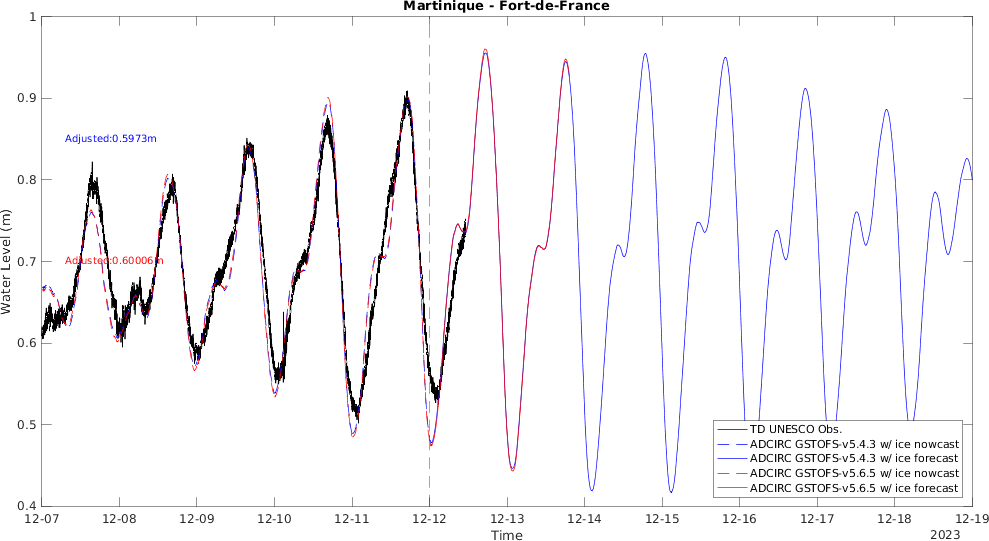 Martinique - Fort-de-France
Water Level (m)
1
0.9
0.8
0.7
0.6
0.5
0.4
Adjusted:0.5973m
Adjusted:0.60006m
TD UNESCO Obs.
ADCIRC GSTOFS-v5.4.3 w/ ice nowcast
ADCIRC GSTOFS-v5.4.3 w/ ice forecast
ADCIRC GSTOFS-v5.6.5 w/ ice nowcast
ADCIRC GSTOFS-v5.6.5 w/ ice forecast
12-07 12-08 12-09 12-10 12-11 12-12 12-13 12-14 12-15 12-16 12-17 12-18 12-19
Time
2023